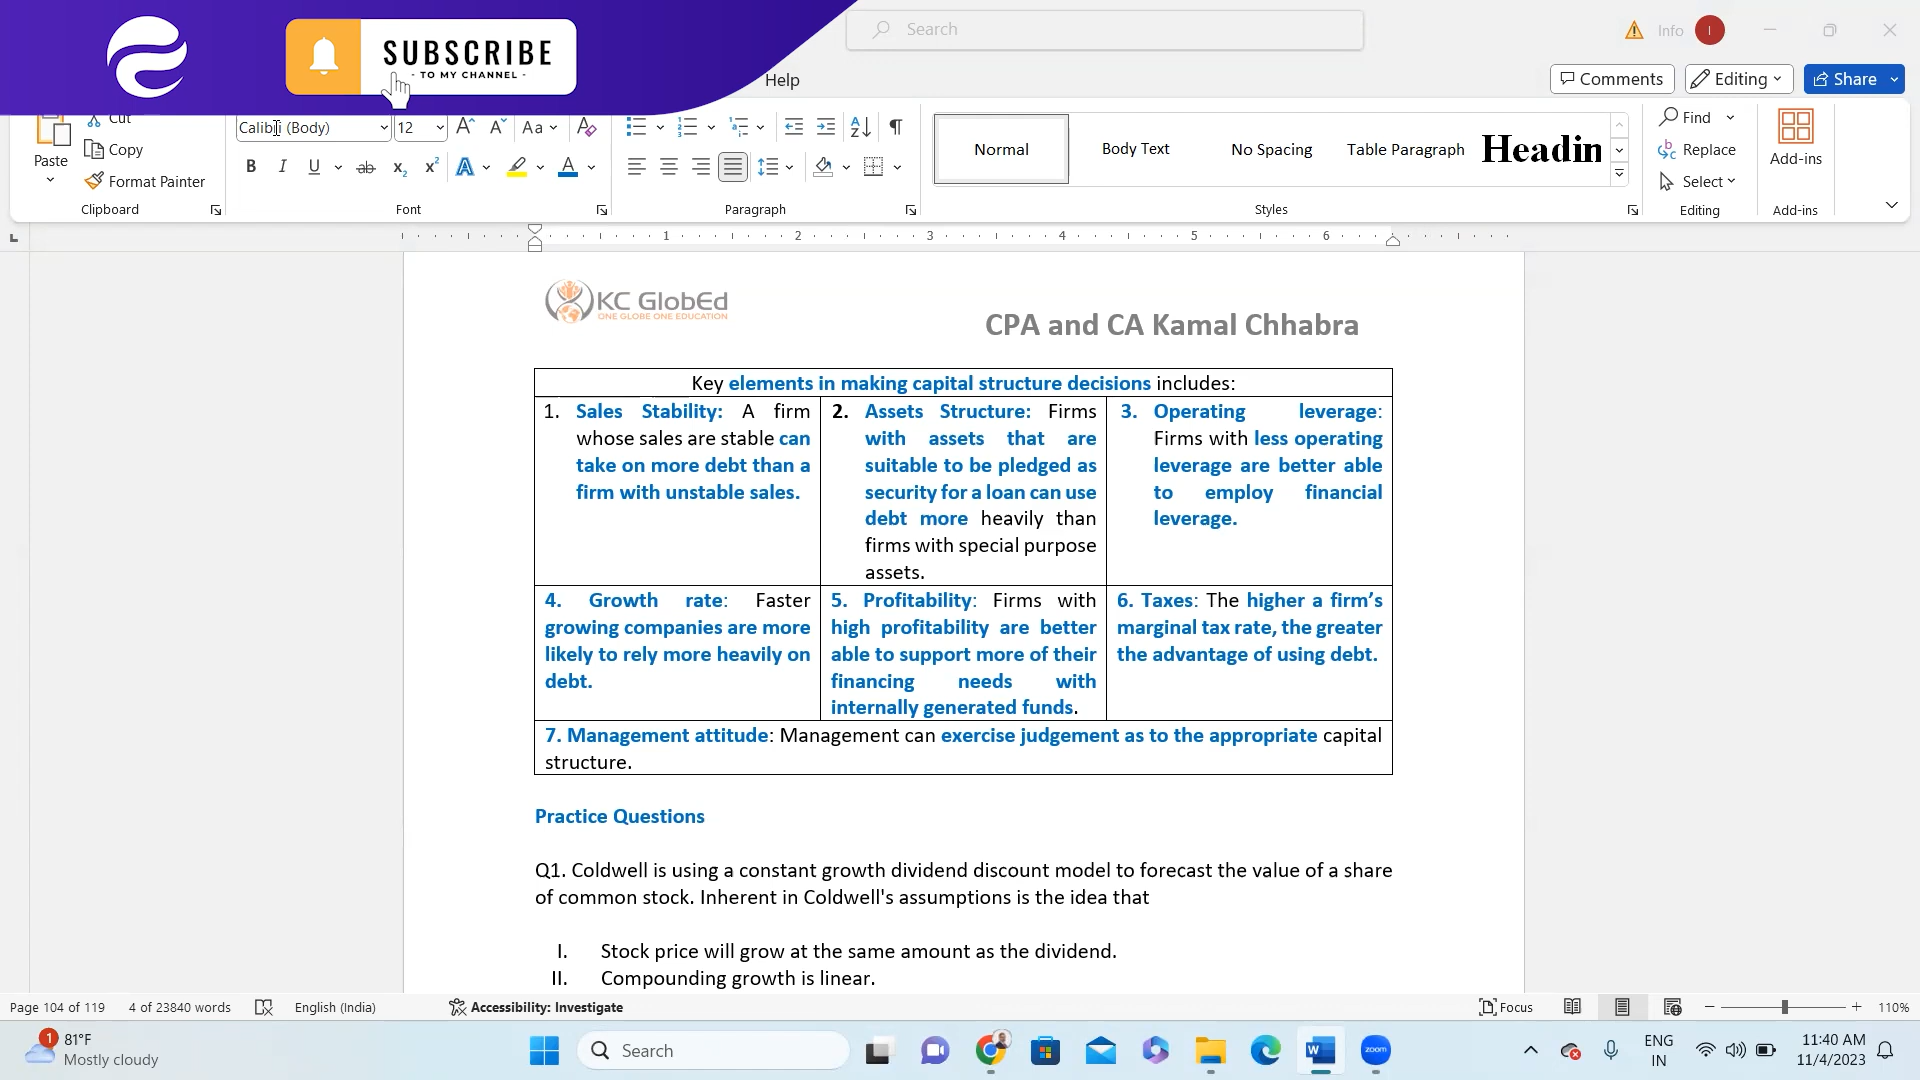 SUBSCRIBE
- TO MY CHANNEL -
Search
Info
I
Help
Comments
Editing
Share
Cut
Copy
Paste
Format Painter
Clipboard
Calibri (Body)
12
Aa
Font
Paragraph
Normal
Body Text
No Spacing
Table Paragraph
Headin
Styles
Find
Replace
Select
Editing
Add-ins
Add-ins
1 2 3 4 5 6
KC GlobEd
ONE GLOBE ONE EDUCATION
CPA and CA Kamal Chhabra
Key elements in making capital structure decisions includes:
1. Sales Stability: A firm
whose sales are stable can
take on more debt than a
firm with unstable sales.
2. Assets Structure: Firms
with assets that are
suitable to be pledged as
security for a loan can use
debt more heavily than
firms with special purpose
assets.
3. Operating leverage:
Firms with less operating
leverage are better able
to employ financial
leverage.
4. Growth rate: Faster
growing companies are more
likely to rely more heavily on
debt.
5. Profitability: Firms with
high profitability are better
able to support more of their
financing needs with
internally generated funds.
6. Taxes: The higher a firm’s
marginal tax rate, the greater
the advantage of using debt.
7. Management attitude: Management can exercise judgement as to the appropriate capital
structure.
Practice Questions
Q1. Coldwell is using a constant growth dividend discount model to forecast the value of a share
of common stock. Inherent in Coldwell's assumptions is the idea that
I. Stock price will grow at the same amount as the dividend.
II. Compounding growth is linear.
Page 104 of 119
4 of 23840 words
English (India)
Accessibility: Investigate
Focus
110%
1
81°F
Mostly cloudy
Search
W
zoom
ENG
IN
11:40 AM
11/4/2023